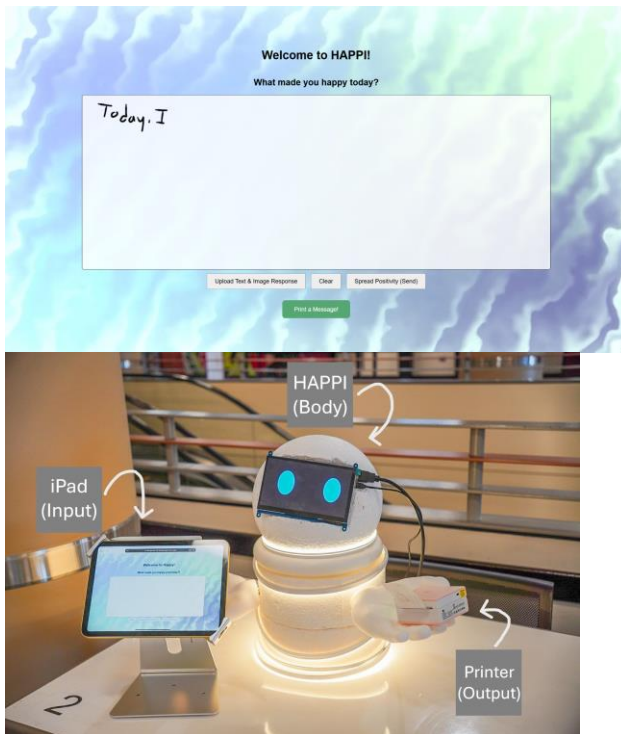 Welcome to HAPPI!
What made you happy today?
Today, I
Upload Text & Image Response
Clear
Spread Positivity (Send)
Print a Message!
HAPPI
(Body)
iPad
(Input)
Printer
(Output)
2